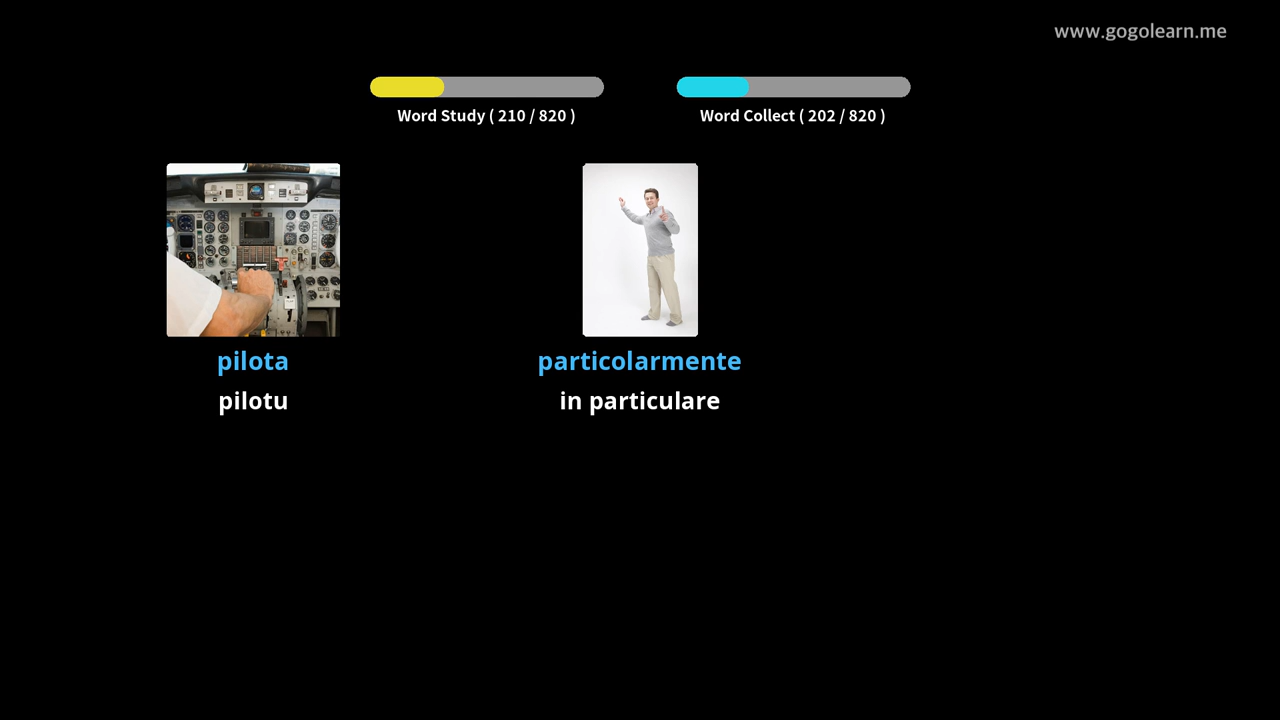 www.gogolearn.me
Word Study ( 210 / 820 )
Word Collect ( 202 / 820 )
pilota
pilotu
particolarmente
in particulare